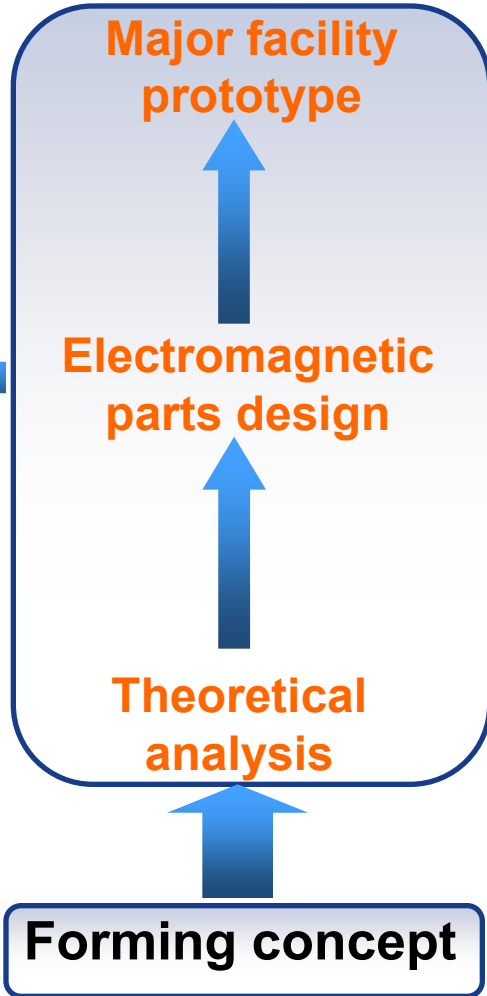 Major facility
prototype
Electromagnetic
parts design
Theoretical
analysis
Forming concept